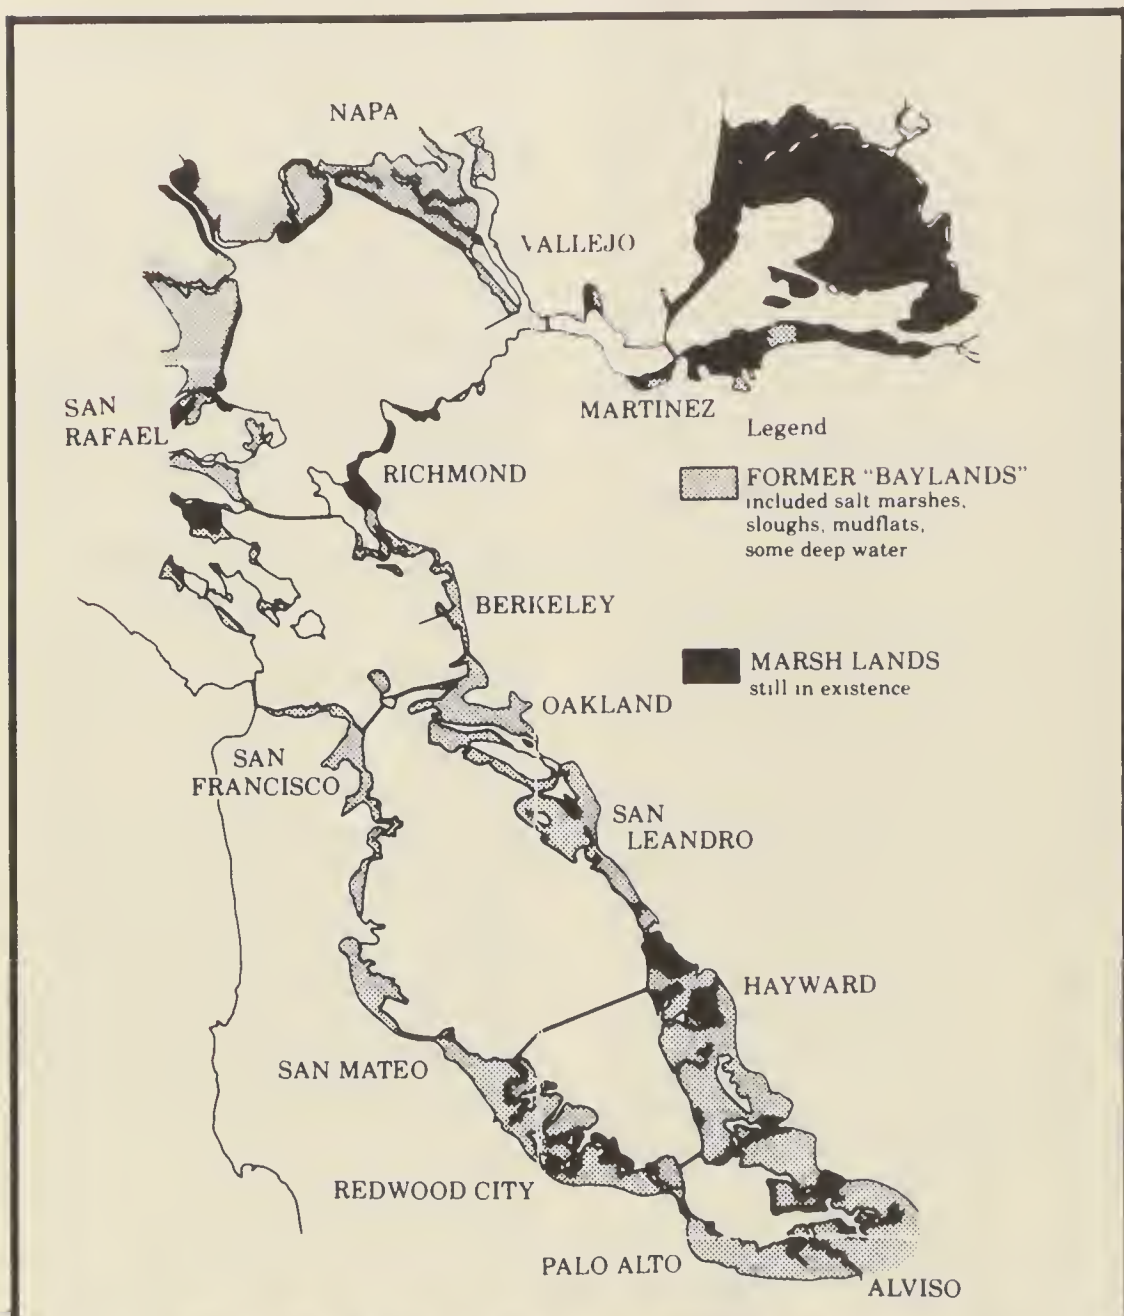 NAPA
VALLEJO
MARTINEZ
SAN
RAFAEL
Legend
RICHMOND
FORMER "BAYLANDS"
included salt marshes,
sloughs, mudflats,
some deep water
BERKELEY
MARSH LANDS
still in existence
OAKLAND
SAN
FRANCISCO
SAN
LEANDRO
HAYWARD
SAN MATEO
REDWOOD CITY
PALO ALTO
ALVISO